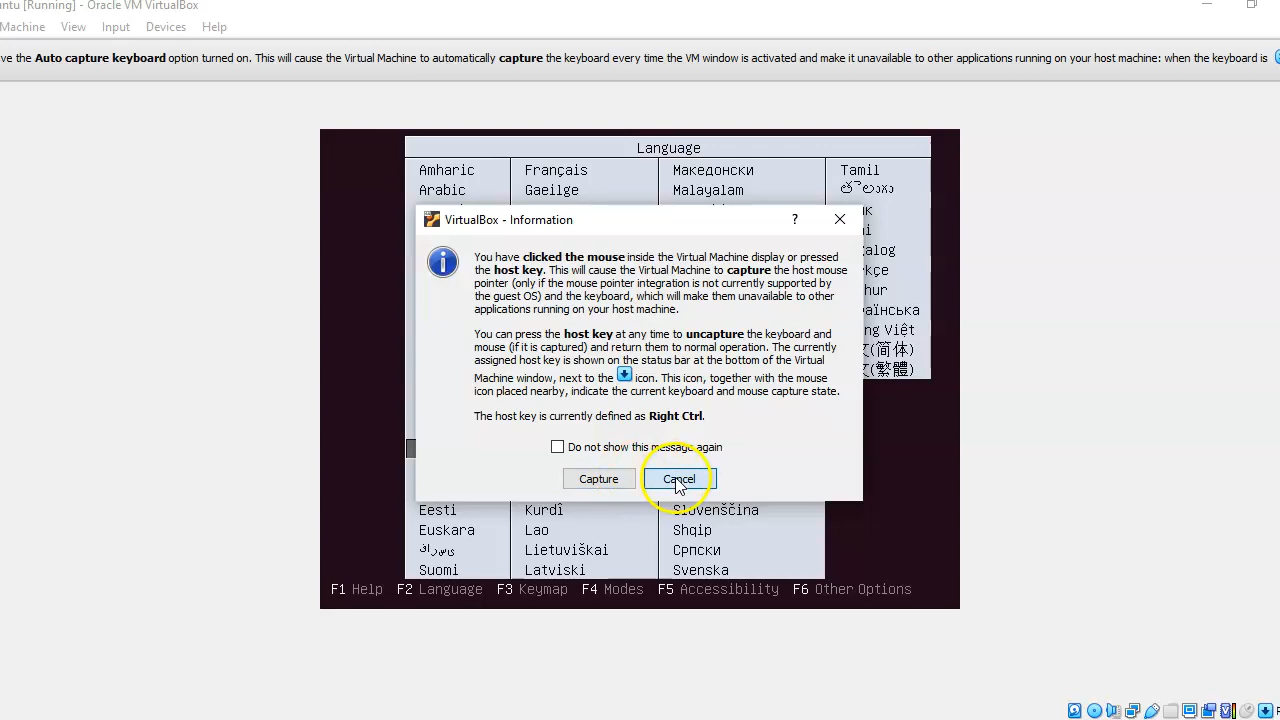 ntu [Running] - Oracle VM VirtualBox
Machine View Input Devices Help
ve the Auto capture keyboard option turned on. This will cause the Virtual Machine to automatically capture the keyboard every time the VM window is activated and make it unavailable to other applications running on your host machine: when the keyboard is
Language
Amharic Français Македонски Tamil
Arabic Gaeilge Malayalam తెలుగు
VirtualBox - Information ?
You have clicked the mouse inside the Virtual Machine display or pressed
the host key. This will cause the Virtual Machine to capture the host mouse
pointer (only if the mouse pointer integration is not currently supported by
the guest OS) and the keyboard, which will make them unavailable to other
applications running on your host machine.
You can press the host key at any time to uncapture the keyboard and
mouse (if it is captured) and return them to normal operation. The currently
assigned host key is shown on the status bar at the bottom of the Virtual
Machine window, next to the icon. This icon, together with the mouse
icon placed nearby, indicate the current keyboard and mouse capture state.
The host key is currently defined as Right Ctrl.
Do not show this message again
Capture Cancel
alog
kçe
hur
аїнська
ng Việt
(简体)
(繁體)
Eesti Kurdî Slovenščina
Euskara Lao Shqip
Lietuviškai Српски
Suomi Latviski Svenska
F1 Help F2 Language F3 Keymap F4 Modes F5 Accessibility F6 Other Options